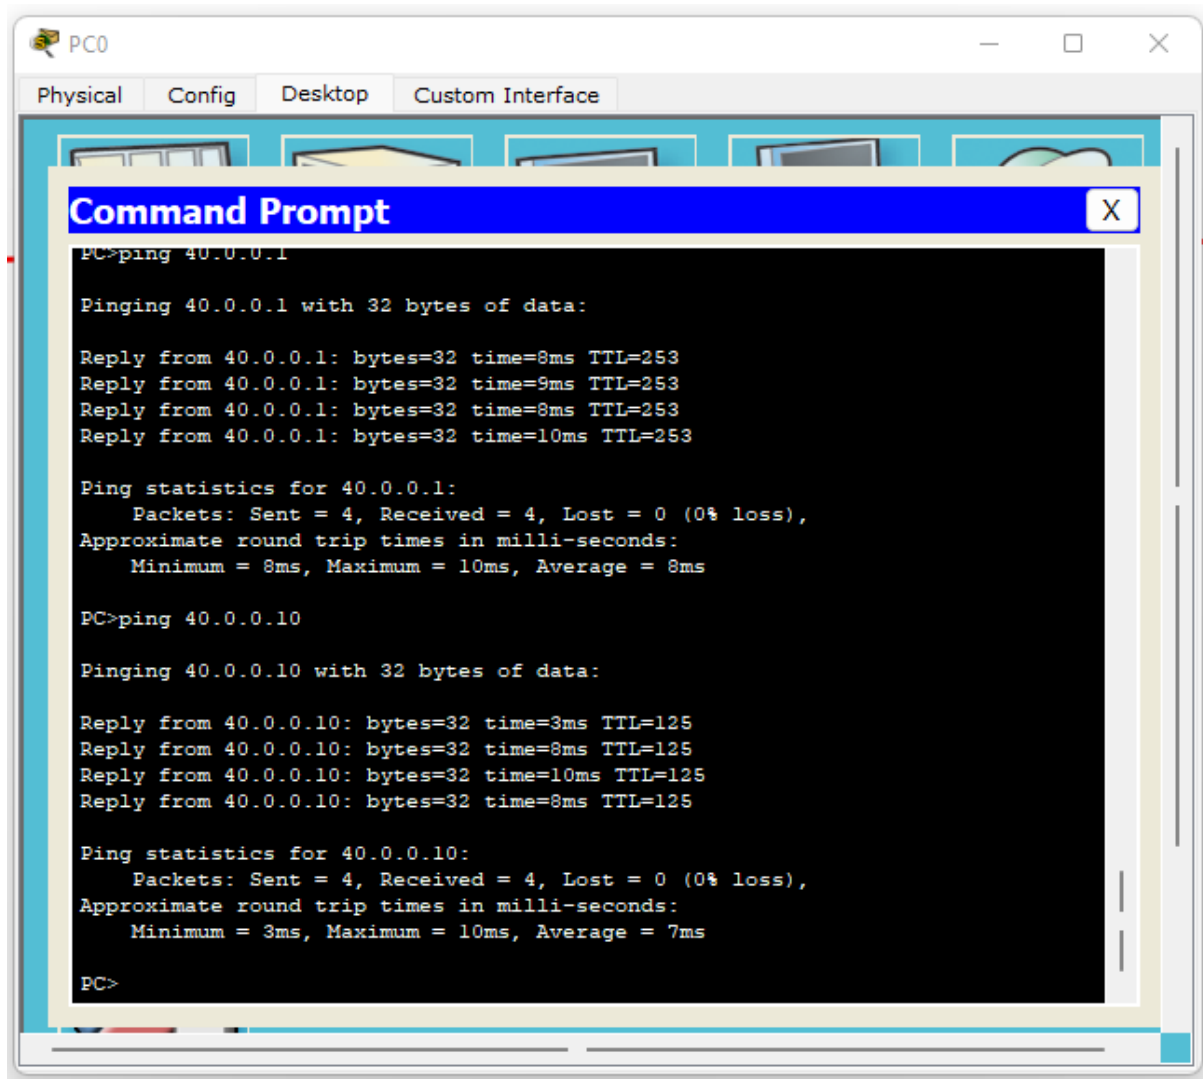 PC0
Physical Config Desktop Custom Interface
Command Prompt X
PC>ping 40.0.0.1
Pinging 40.0.0.1 with 32 bytes of data:
Reply from 40.0.0.1: bytes=32 time=8ms TTL=253
Reply from 40.0.0.1: bytes=32 time=9ms TTL=253
Reply from 40.0.0.1: bytes=32 time=8ms TTL=253
Reply from 40.0.0.1: bytes=32 time=10ms TTL=253
Ping statistics for 40.0.0.1:
Packets: Sent = 4, Received = 4, Lost = 0 (0% loss),
Approximate round trip times in milli-seconds:
Minimum = 8ms, Maximum = 10ms, Average = 8ms
PC>ping 40.0.0.10
Pinging 40.0.0.10 with 32 bytes of data:
Reply from 40.0.0.10: bytes=32 time=3ms TTL=125
Reply from 40.0.0.10: bytes=32 time=8ms TTL=125
Reply from 40.0.0.10: bytes=32 time=10ms TTL=125
Reply from 40.0.0.10: bytes=32 time=8ms TTL=125
Ping statistics for 40.0.0.10:
Packets: Sent = 4, Received = 4, Lost = 0 (0% loss),
Approximate round trip times in milli-seconds:
Minimum = 3ms, Maximum = 10ms, Average = 7ms
PC>